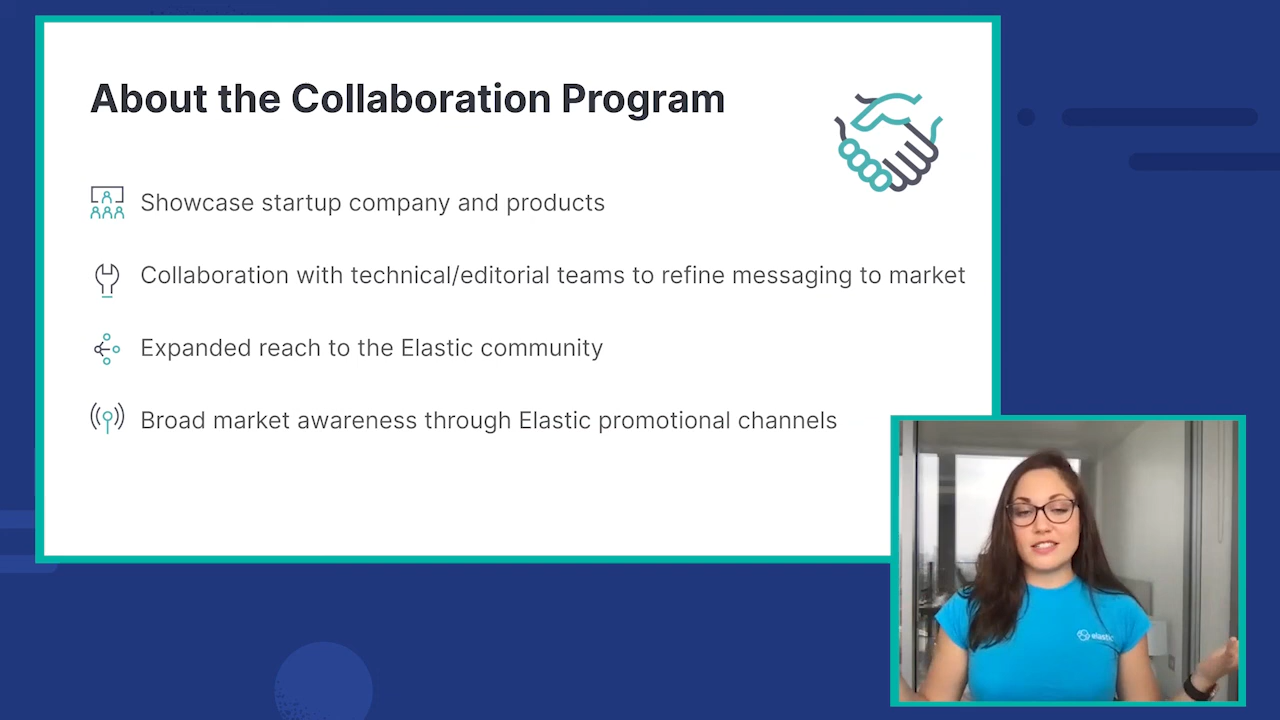 About the Collaboration Program
Showcase startup company and products
Collaboration with technical/editorial teams to refine messaging to market
Expanded reach to the Elastic community
Broad market awareness through Elastic promotional channels
elastic